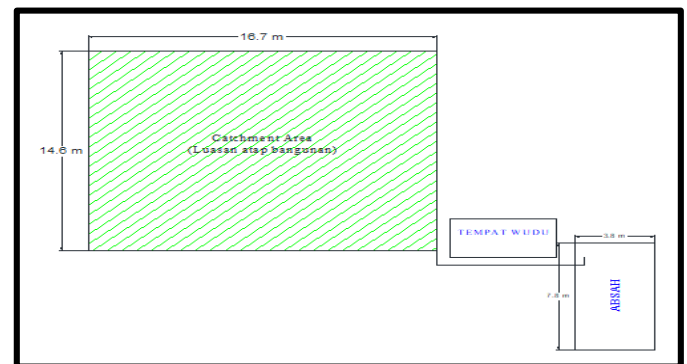 16.7 m
14.6 m
Catchment Area
(Luasan atap bangunan)
TEMPAT WUDU
3.8 m
7.8 m
ABSAH